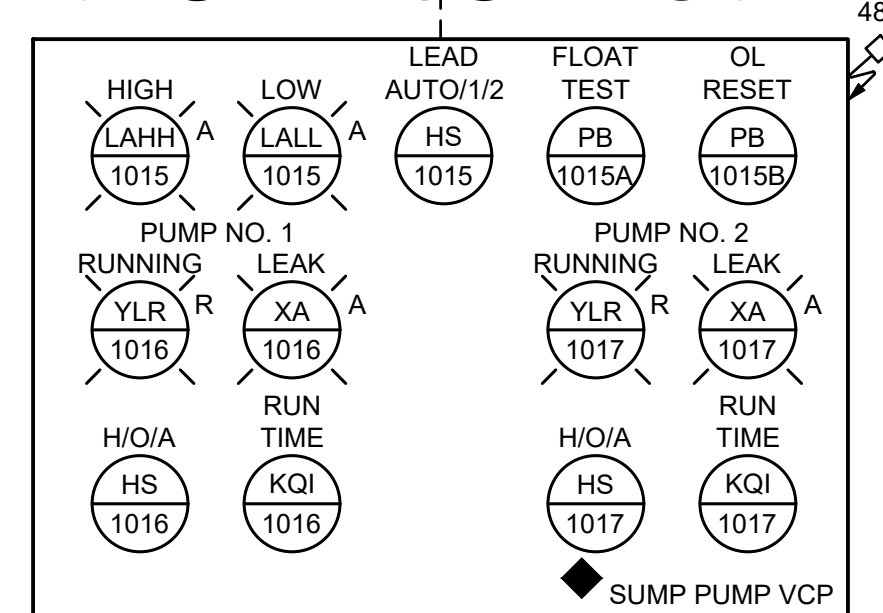 48
LEAD FLOAT OL
HIGH LOW AUTO/1/2 TEST RESET
LAHH A LALL A HS PB PB
1015 1015 1015 1015A 1015B
PUMP NO. 1 PUMP NO. 2
RUNNING LEAK RUNNING LEAK
YLR R XA A YLR R XA A
1016 1016 1017 1017
RUN RUN
H/O/A TIME H/O/A TIME
HS KQI HS KQI
1016 1016 1017 1017
SUMP PUMP VCP